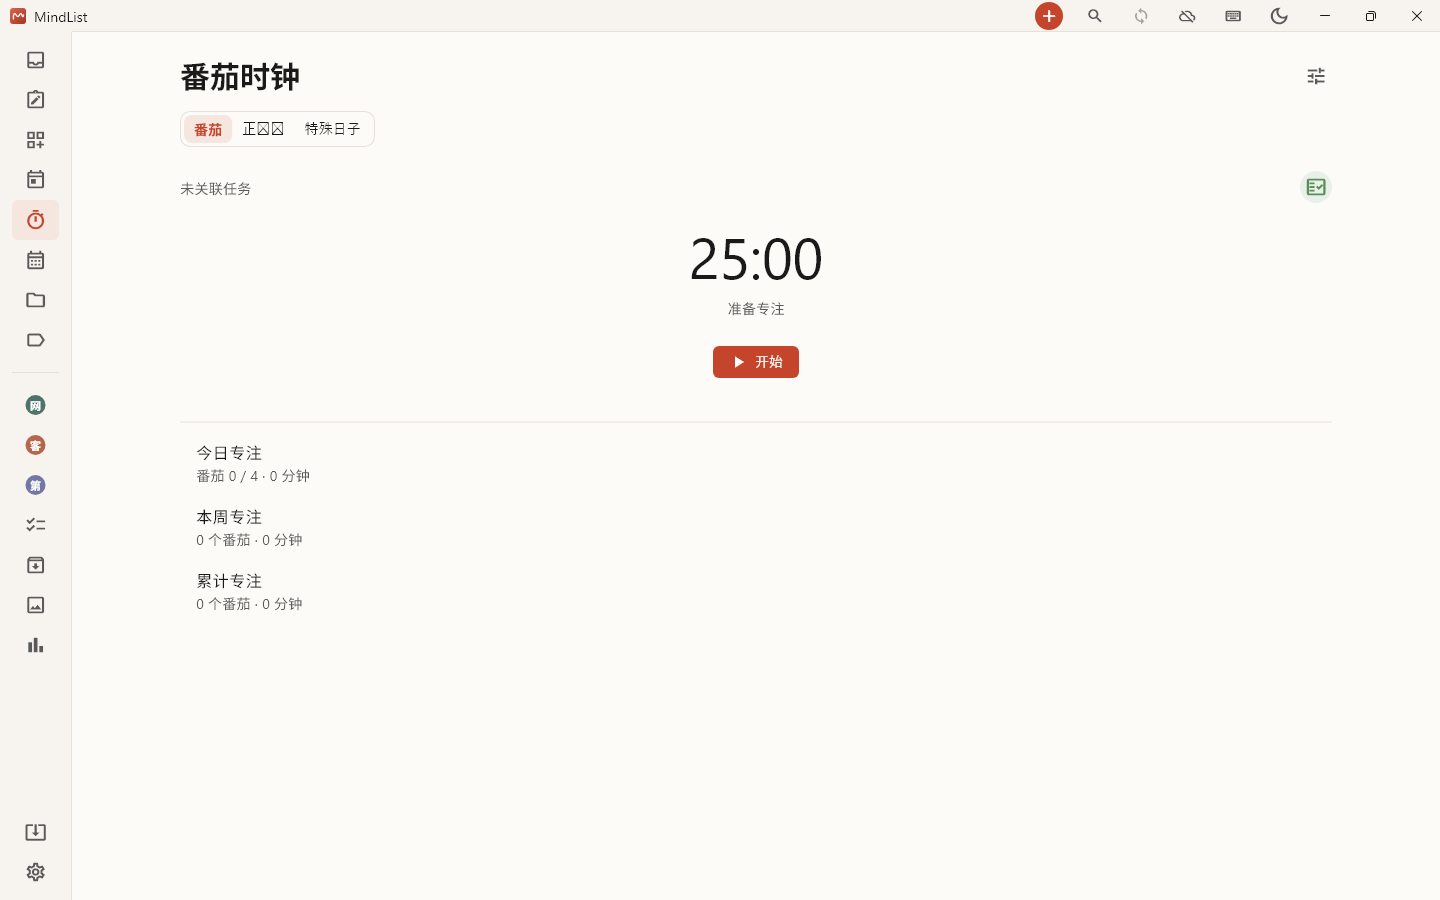 MindList
番茄时钟
番茄
正
特殊日子
未关联任务
25:00
准备专注
开始
今日专注
番茄 0 / 4 · 0 分钟
本周专注
0 个番茄 · 0 分钟
累计专注
0 个番茄 · 0 分钟
网
客
第